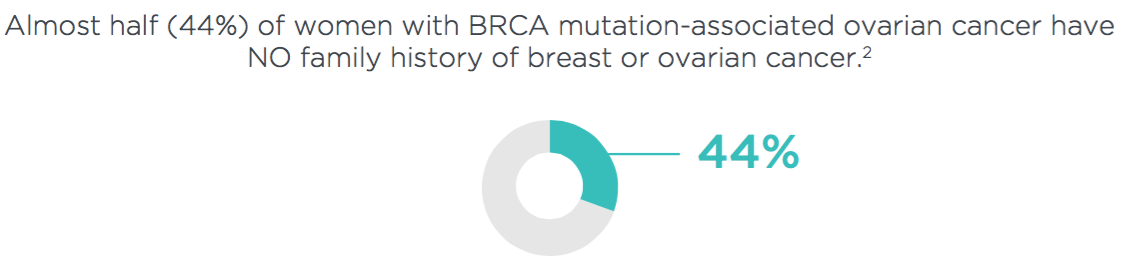 Almost half (44%) of women with BRCA mutation-associated ovarian cancer have
NO family history of breast or ovarian cancer.²
44%